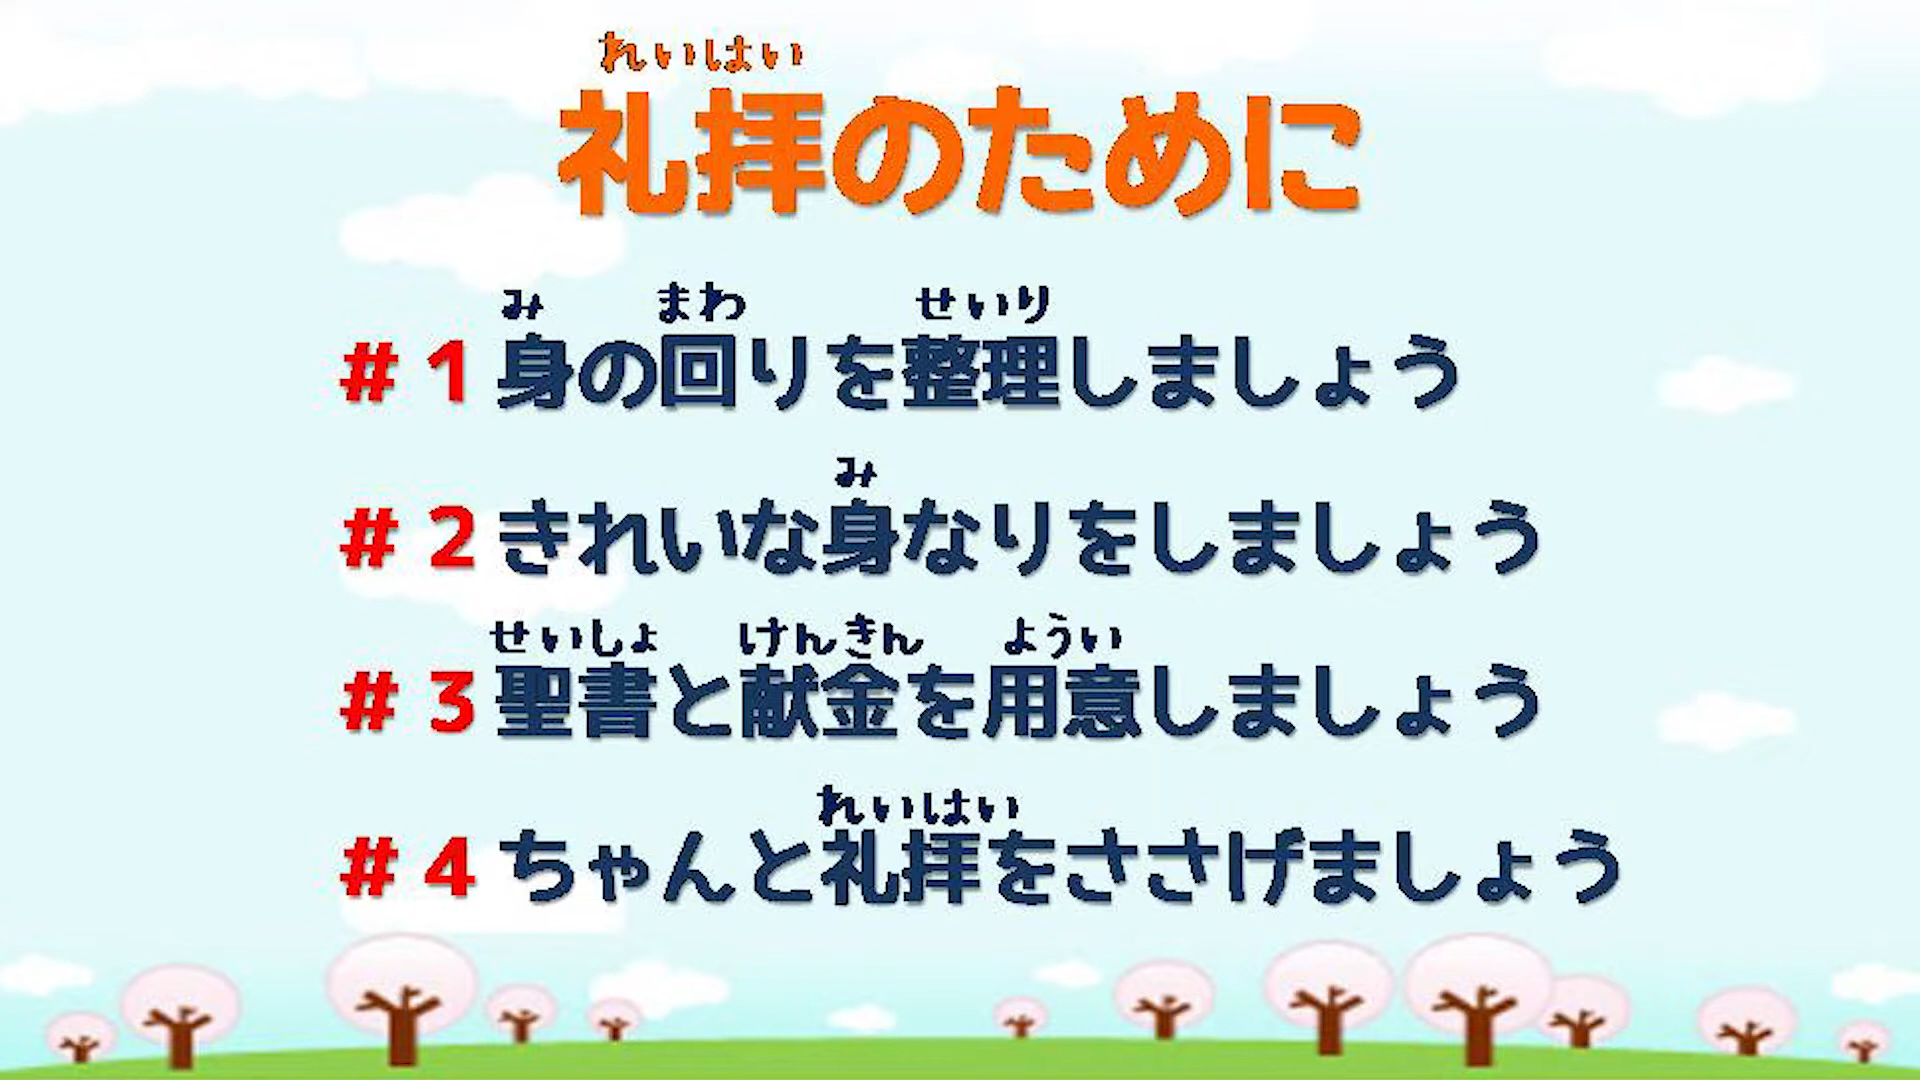 れいはい
礼拝のために
み まわ せいり
＃１身の回りを整理しましょう
み
＃２きれいな身なりをしましょう
せいしょ けんきん ようい
＃３聖書と献金を用意しましょう
れいはい
＃４ちゃんと礼拝をささげましょう